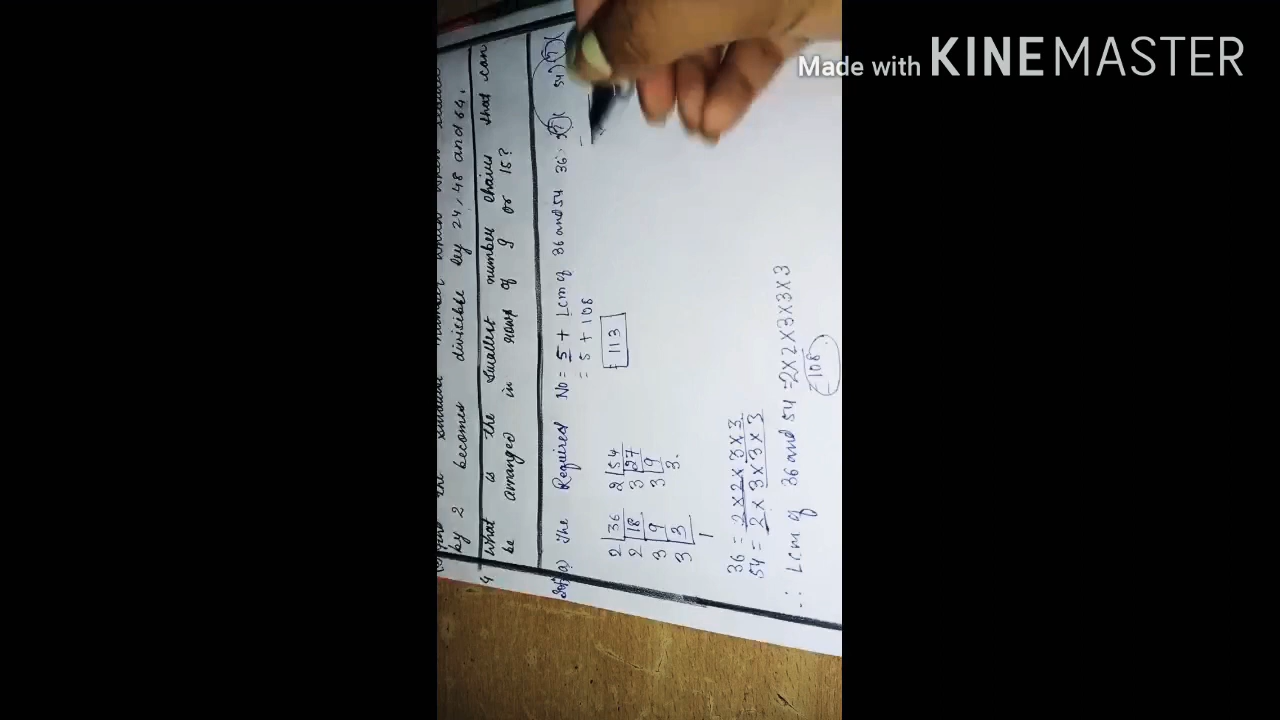 Made with KINEMASTER
by 2 becomes divisible by 24, 48 and 64.
4 What is the smallest number chairs that can
be arranged in rows of 9 or 15?
a) The Required No = 5 + Lcm of 36 and 54 36
= 5 + 108
= 113
2 36 2 54
2 18 3 27
3 9 3 9
3 3 3.
1
36 = 2 x 2 x 3 x 3
54 = 2 x 3 x 3 x 3
∴ Lcm of 36 and 54 = 2 X 2 X 3 X 3 X 3
= 108.